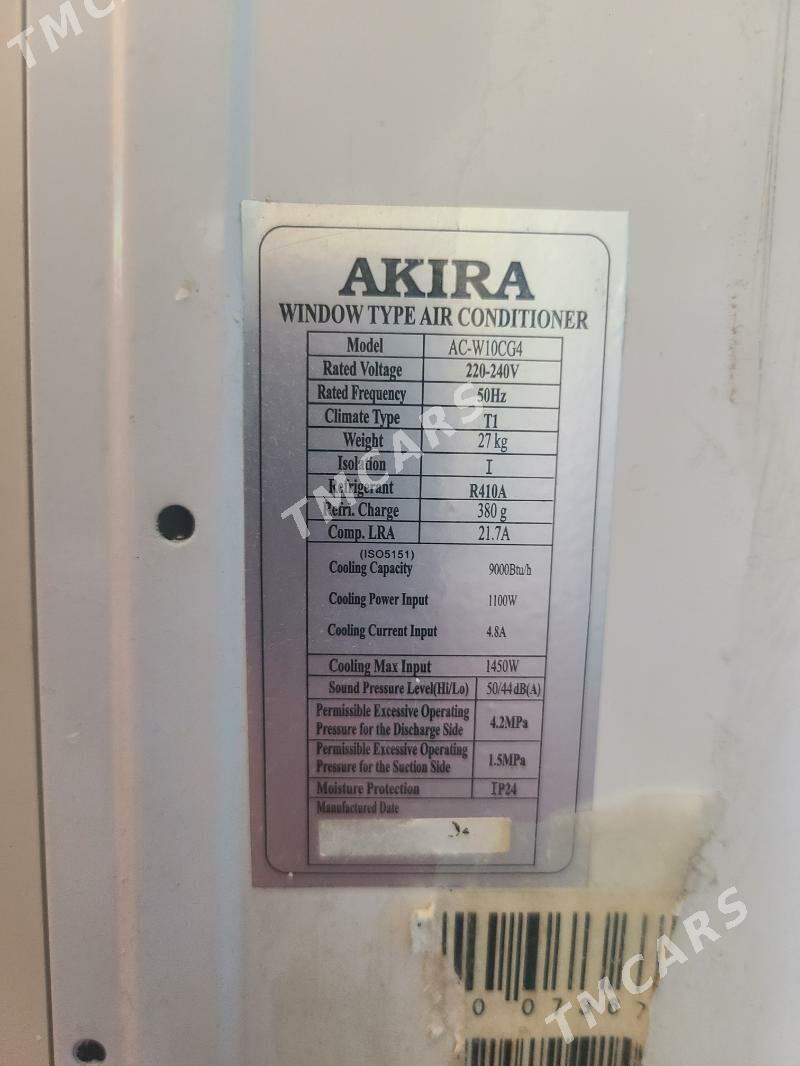 TMCARS
AKIRA
WINDOW TYPE AIR CONDITIONER
Model AC-W10CG4
Rated Voltage 220-240V
Rated Frequency 50Hz
Climate Type T1
Weight 27 kg
Isolation I
Refrigerant R410A
Refri. Charge 380 g
Comp. LRA 21.7A
(ISO5151)
Cooling Capacity 9000Btu/h
Cooling Power Input 1100W
Cooling Current Input 4.8A
Cooling Max Input 1450W
Sound Pressure Level(Hi/Lo) 50/44dB(A)
Permissible Excessive Operating
Pressure for the Discharge Side 4.2MPa
Permissible Excessive Operating
Pressure for the Suction Side 1.5MPa
Moisture Protection IP24
Manufactured Date
TMCARS
TMCARS